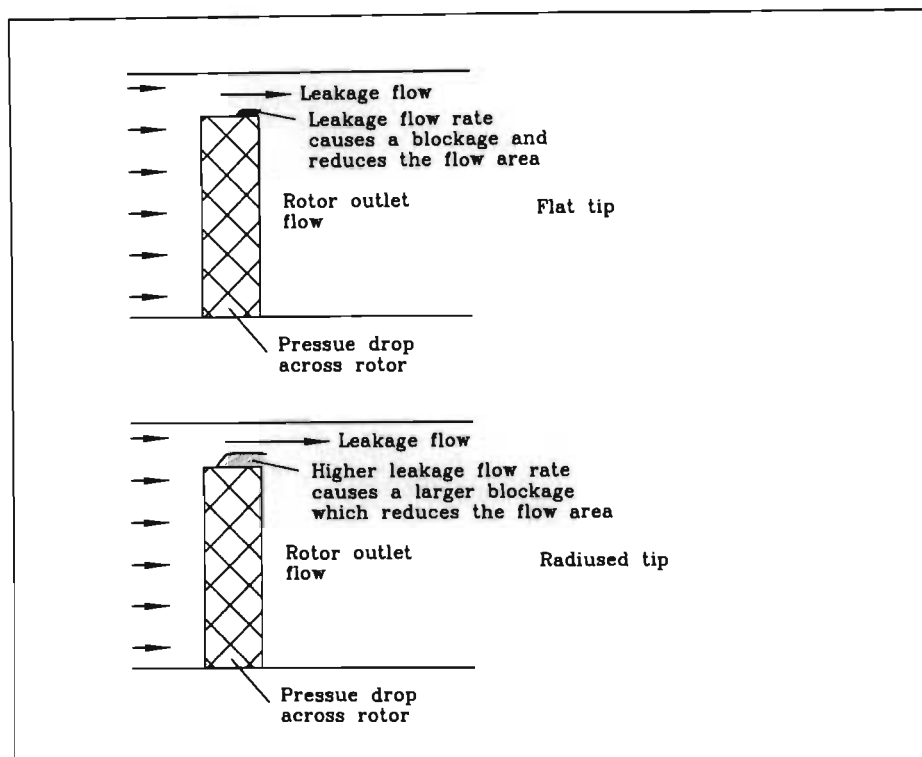 Leakage flow
Leakage flow rate
causes a blockage and
reduces the flow area
Rotor outlet
flow
Flat tip
Pressue drop
across rotor
Leakage flow
Higher leakage flow rate
causes a larger blockage
which reduces the flow area
Rotor outlet
flow
Radiused tip
Pressue drop
across rotor